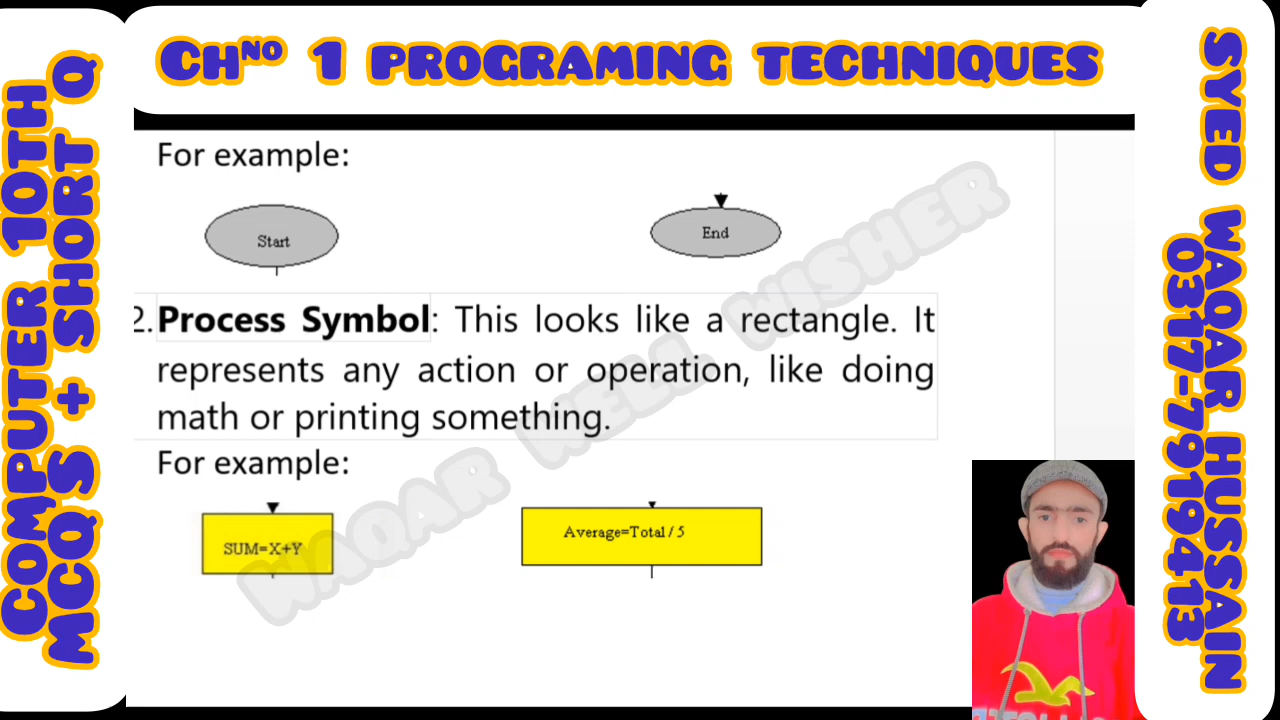 Chᴺᴼ 1 PROGRAMING TECHNIQUES
COMPUTER 10TH
MCQS + SHORT Q
For example:
Start
End
2. Process Symbol: This looks like a rectangle. It
represents any action or operation, like doing
math or printing something.
For example:
SUM=X+Y
Average=Total / 5
WAQAR WELL WISHER
SYED WAQAR HUSSAIN
0317-7919413